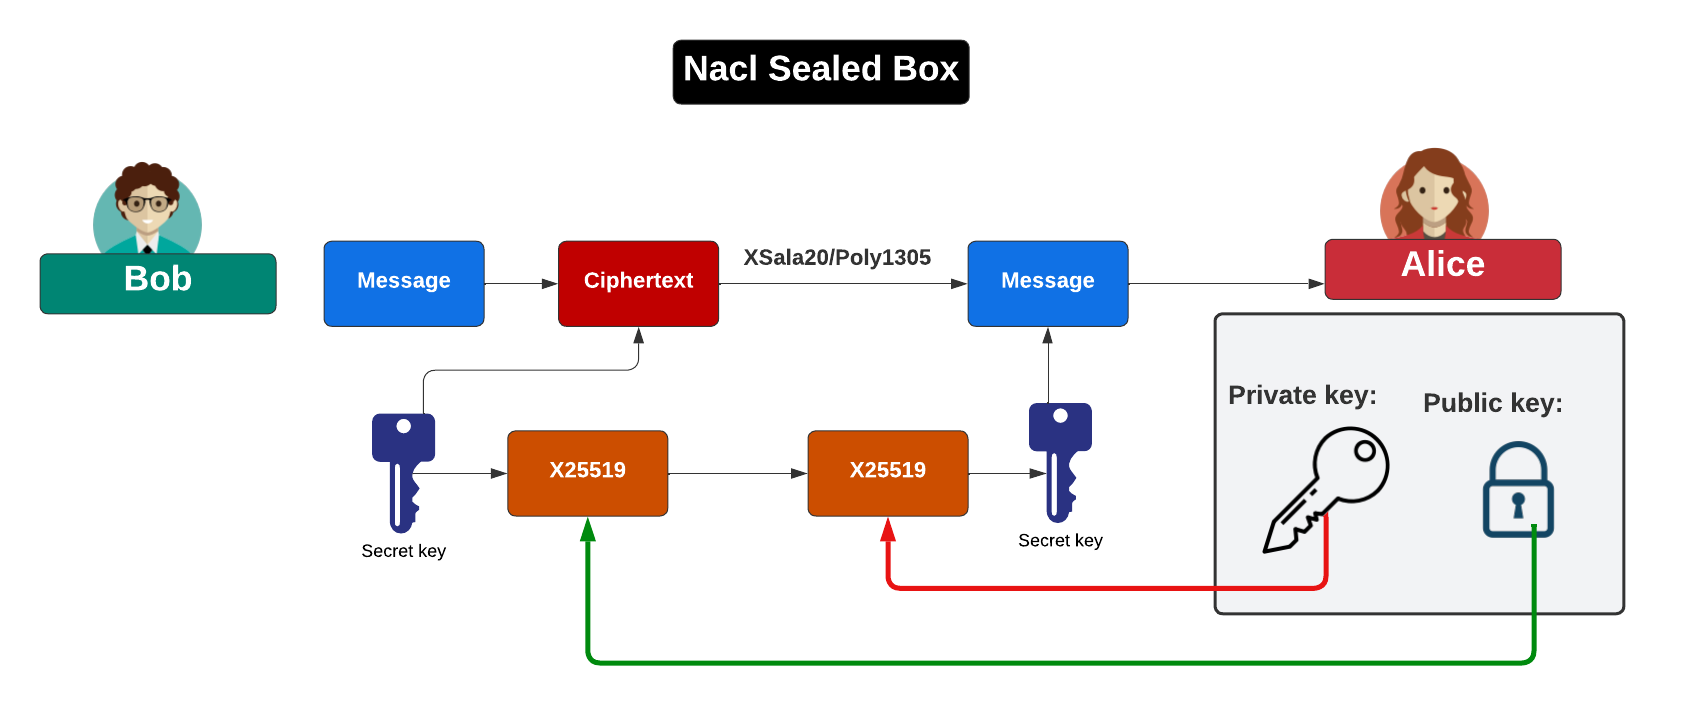 Nacl Sealed Box
Bob
Alice
Message
Ciphertext
XSala20/Poly1305
Message
Private key:
Public key:
X25519
X25519
Secret key
Secret key